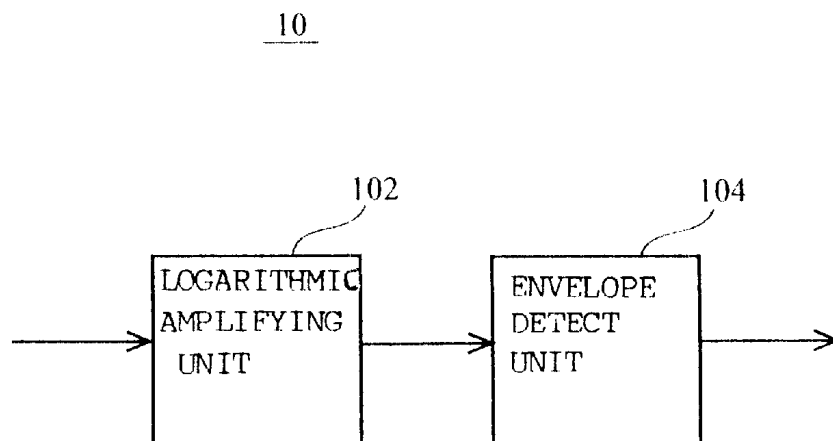 10
102
104
LOGARITHMIC
AMPLIFYING
UNIT
ENVELOPE
DETECT
UNIT